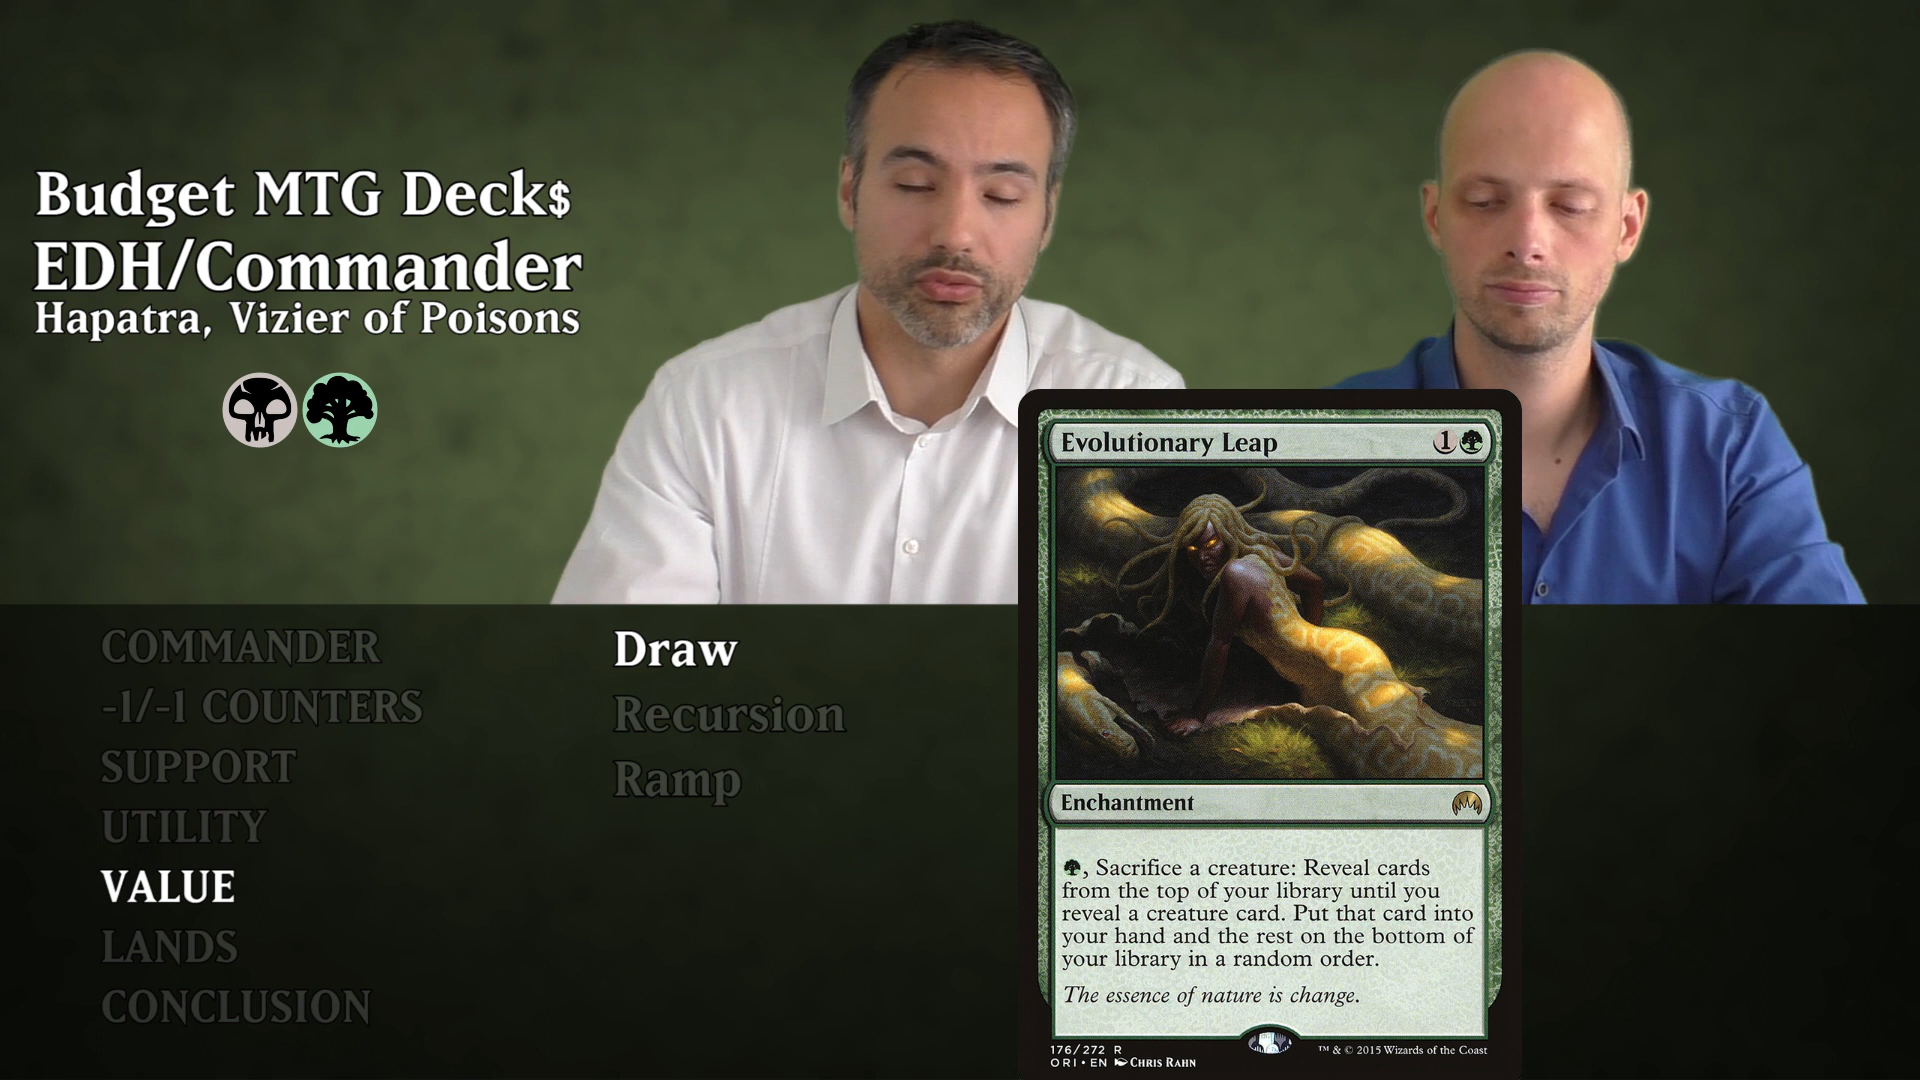 Budget MTG Deck$
EDH/Commander
Hapatra, Vizier of Poisons
COMMANDER
-1/-1 COUNTERS
SUPPORT
UTILITY
VALUE
LANDS
CONCLUSION
Draw
Recursion
Ramp
Evolutionary Leap 1
Enchantment
, Sacrifice a creature: Reveal cards
from the top of your library until you
reveal a creature card. Put that card into
your hand and the rest on the bottom of
your library in a random order.
The essence of nature is change.
176/272 R
ORI • EN Chris Rahn
™ & © 2015 Wizards of the Coast